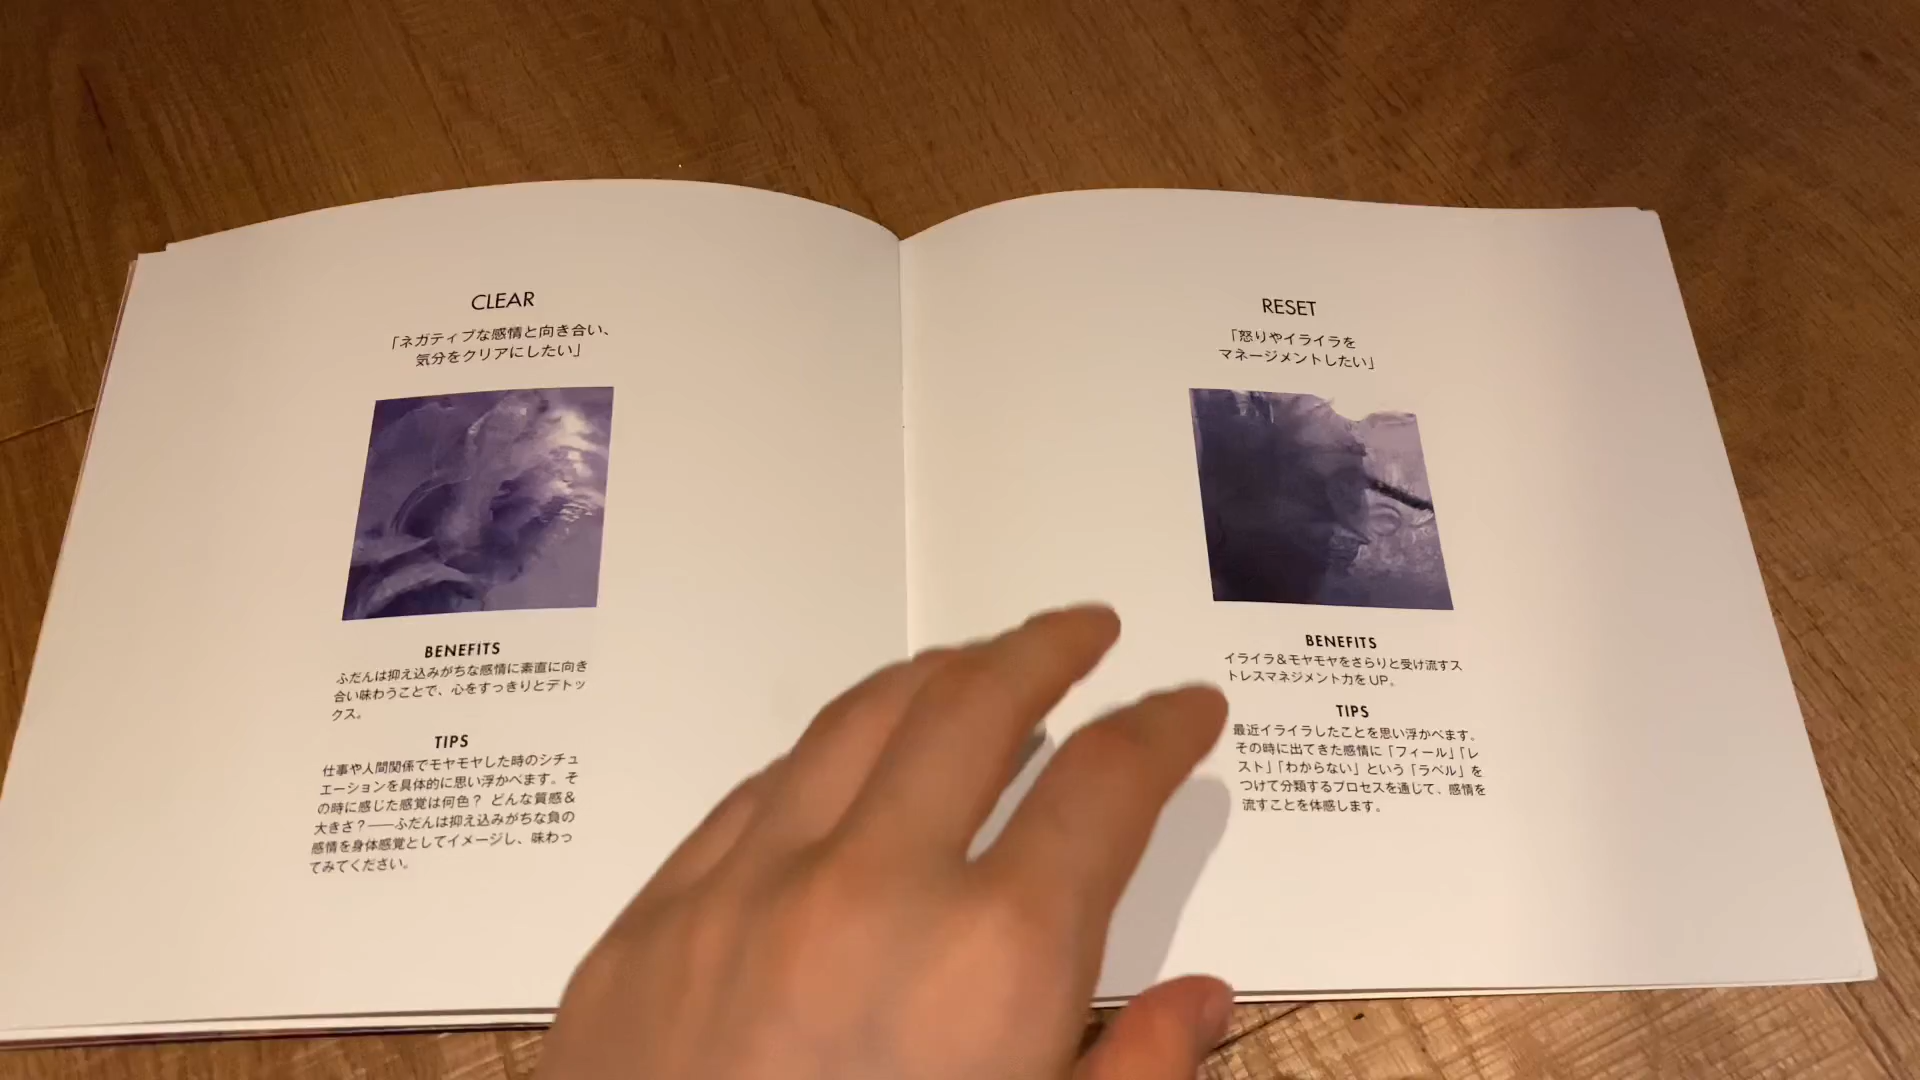 CLEAR
「ネガティブな感情と向き合い、
気分をクリアにしたい」
BENEFITS
ふだんは抑え込みがちな感情に素直に向き
合い味わうことで、心をすっきりとデトッ
クス。
TIPS
仕事や人間関係でモヤモヤした時のシチュ
エーションを具体的に思い浮かべます。そ
の時に感じた感覚は何色？ どんな質感＆
大きさ？——ふだんは抑え込みがちな負の
感情を身体感覚としてイメージし、味わっ
てみてください。
RESET
「怒りやイライラを
マネージメントしたい」
BENEFITS
イライラ＆モヤモヤをさらりと受け流すス
トレスマネジメント力を UP。
TIPS
最近イライラしたことを思い浮かべます。
その時に出てきた感情に「フィール」「レ
スト」「わからない」という「ラベル」を
つけて分類するプロセスを通じて、感情を
流すことを体感します。